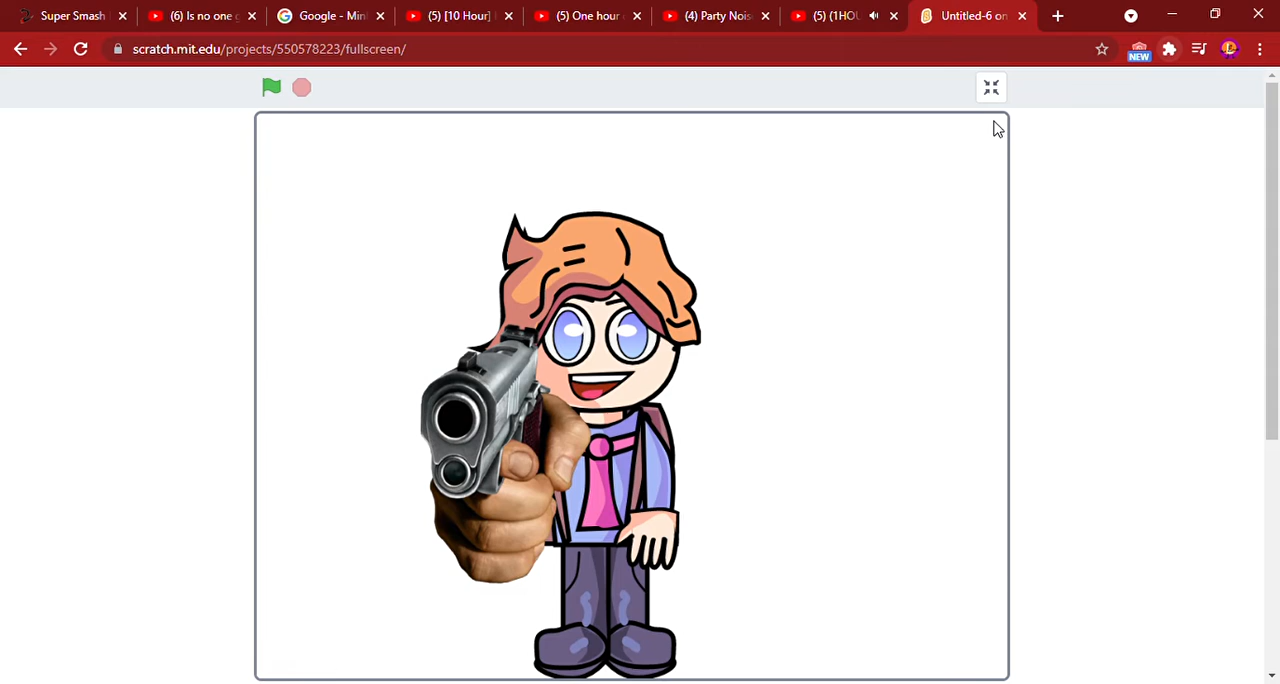 Super Smash
(6) Is no one g
Google - Mini
(5) [10 Hour]
(5) One hour o
(4) Party Nois
(5) (1HOU
Untitled-6 on
scratch.mit.edu/projects/550578223/fullscreen/
NEW